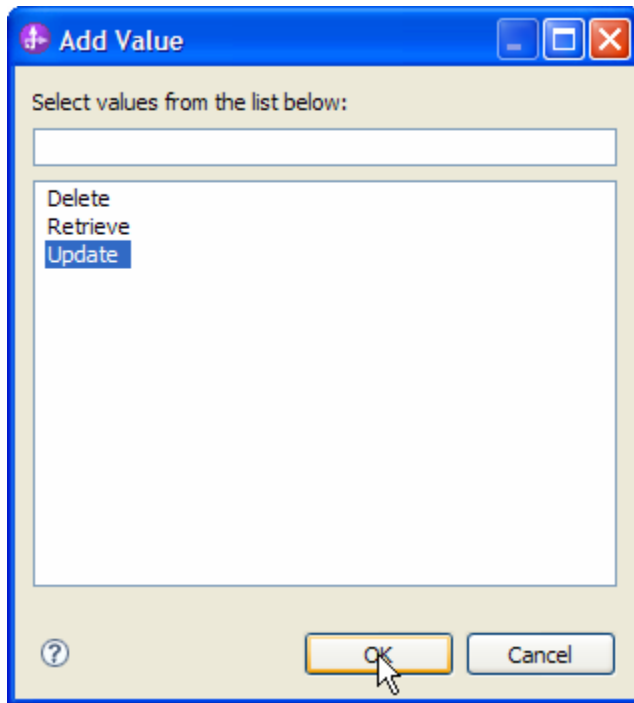 Add Value
Select values from the list below:
Delete
Retrieve
Update
OK
Cancel